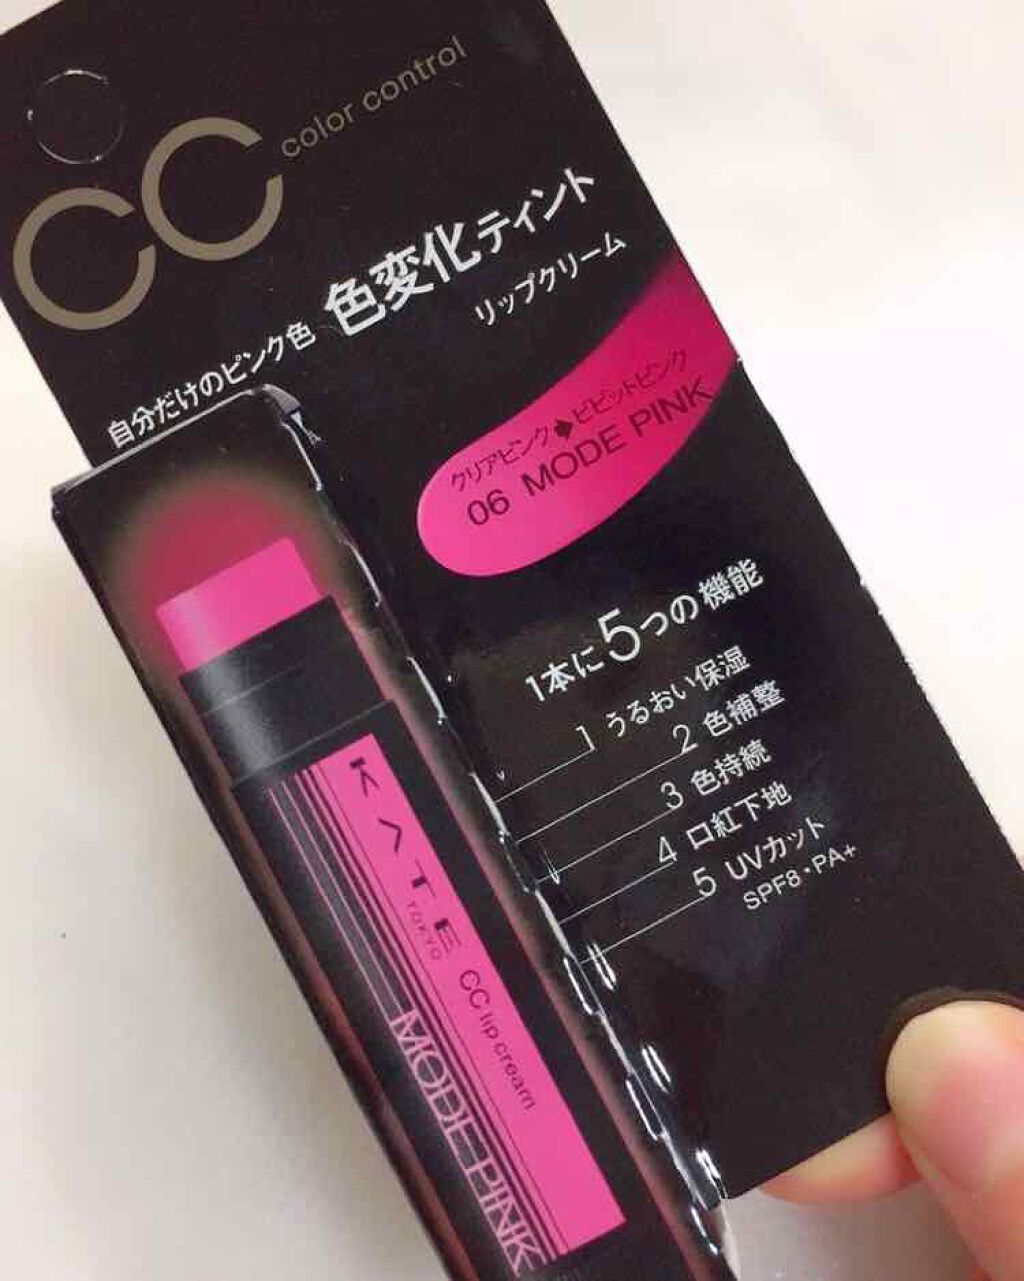 CC color control
自分だけのピンク色 色変化ティント
リップクリーム
クリアピンク◆ビビットピンク
06 MODE PINK
1本に5つの機能
1 うるおい保湿
2 色補整
3 色持続
4 口紅下地
5 UVカット
SPF8・PA+
KATE
TOKYO
CC lip cream
MODE PINK